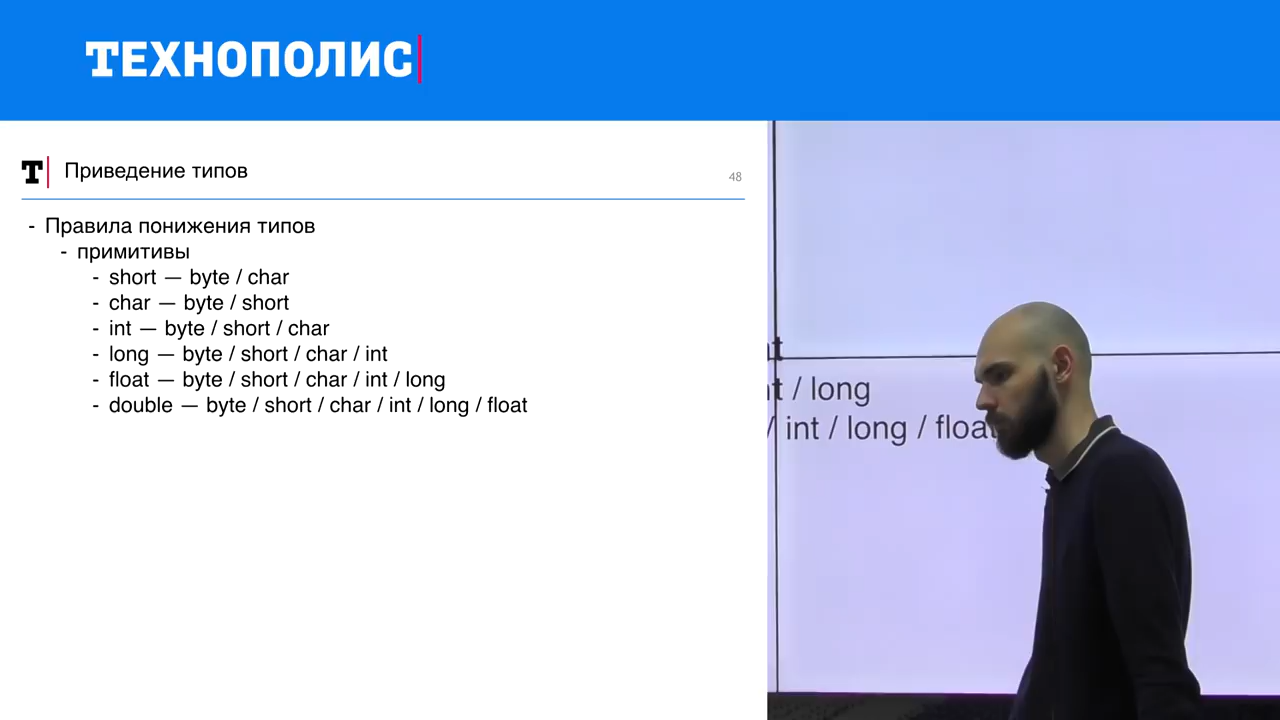 ТЕХНОПОЛИС
Т Приведение типов
48
- Правила понижения типов
- примитивы
- short — byte / char
- char — byte / short
- int — byte / short / char
- long — byte / short / char / int
- float — byte / short / char / int / long
- double — byte / short / char / int / long / float
/ long
/ int / long / float